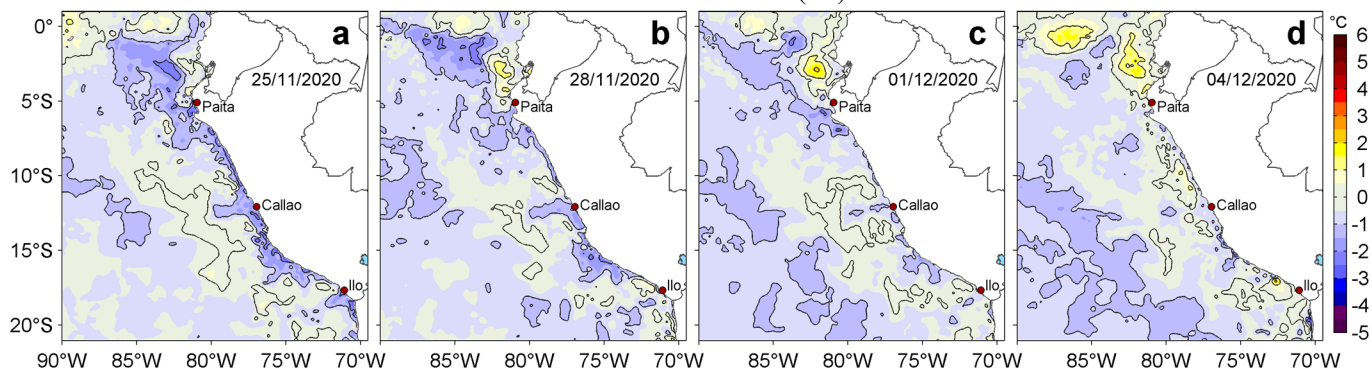 a
b
c
d
°C
25/11/2020
28/11/2020
01/12/2020
04/12/2020
Paita
Paita
Paita
Paita
Callao
Callao
Callao
Callao
Ilo
Ilo
Ilo
Ilo
0°
5°S
10°S
15°S
20°S
90°W 85°W 80°W 75°W 70°W
85°W 80°W 75°W 70°W
85°W 80°W 75°W 70°W
85°W 80°W 75°W 70°W
6
5
4
3
2
1
0
-1
-2
-3
-4
-5